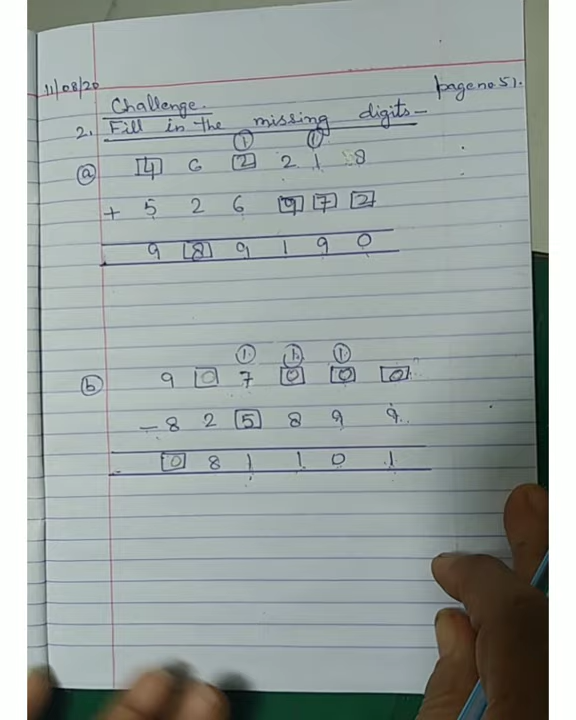 11/08/20
page no 51.
Challenge.
2. Fill in the missing digits-
① ①
ⓐ 4 6 2 2 1 8
+ 5 2 6 9 7 2
9 8 9 1 9 0
① ① ①
ⓑ 9 0 7 0 0 0
- 8 2 5 8 9 9
0 8 1 1 0 1